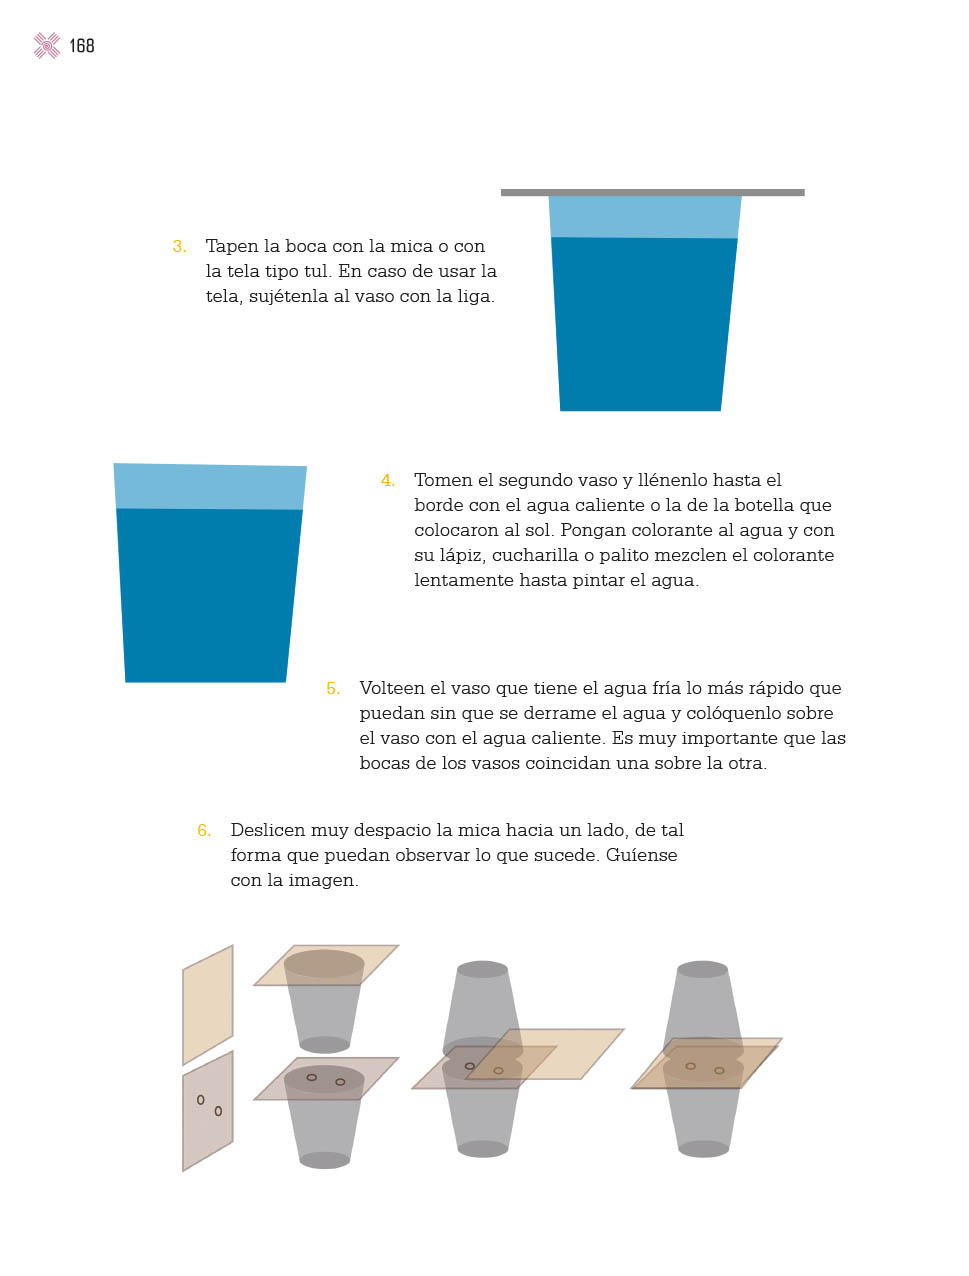 168
3. Tapen la boca con la mica o con
la tela tipo tul. En caso de usar la
tela, sujétenla al vaso con la liga.
4. Tomen el segundo vaso y llénenlo hasta el
borde con el agua caliente o la de la botella que
colocaron al sol. Pongan colorante al agua y con
su lápiz, cucharilla o palito mezclen el colorante
lentamente hasta pintar el agua.
5. Volteen el vaso que tiene el agua fría lo más rápido que
puedan sin que se derrame el agua y colóquenlo sobre
el vaso con el agua caliente. Es muy importante que las
bocas de los vasos coincidan una sobre la otra.
6. Deslicen muy despacio la mica hacia un lado, de tal
forma que puedan observar lo que sucede. Guíense
con la imagen.